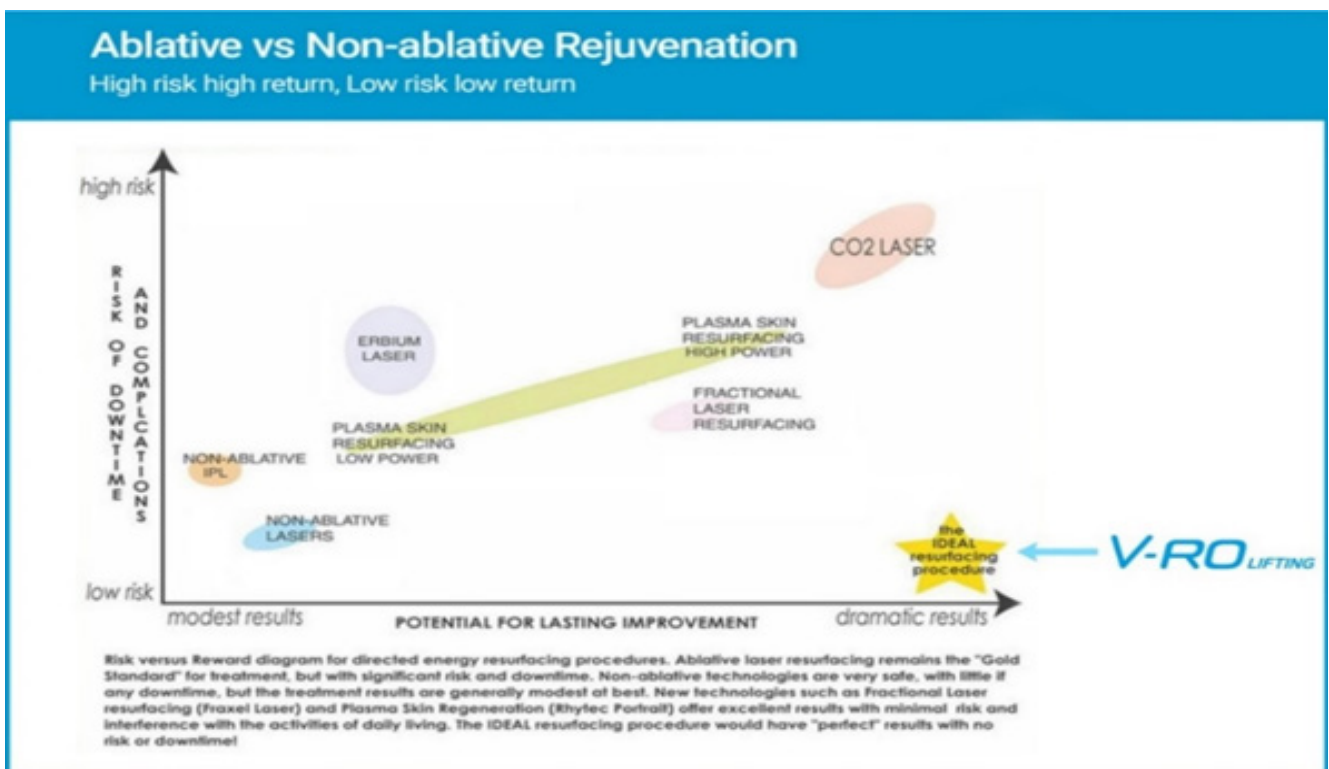 Ablative vs Non-ablative Rejuvenation
High risk high return, Low risk low return
high risk
RISK OF DOWNTIME
AND COMPLCATIONS
CO2 LASER
ERBIUM
LASER
PLASMA SKIN
RESURFACING
HIGH POWER
FRACTIONAL
LASER
RESURFACING
PLASMA SKIN
RESURFACING
LOW POWER
NON-ABLATIVE
IPL
NON-ABLATIVE
LASERS
the
IDEAL
resurfacing
procedure
V-RO LIFTING
low risk
modest results
POTENTIAL FOR LASTING IMPROVEMENT
dramatic results
Risk versus Reward diagram for directed energy resurfacing procedures. Ablative laser resurfacing remains the "Gold
Standard" for treatment, but with significant risk and downtime. Non-ablative technologies are very safe, with little if
any downtime, but the treatment results are generally modest at best. New technologies such as Fractional Laser
resurfacing (Fraxel Laser) and Plasma Skin Regeneration (Rhytec Portrait) offer excellent results with minimal risk and
interference with the activities of daily living. The IDEAL resurfacing procedure would have "perfect" results with no
risk or downtime!